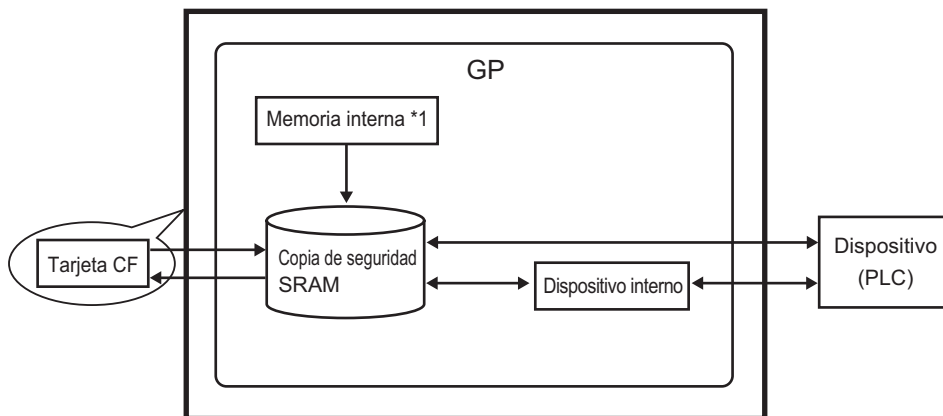 GP
Memoria interna *1
Tarjeta CF
Copia de seguridad
SRAM
Dispositivo interno
Dispositivo
(PLC)